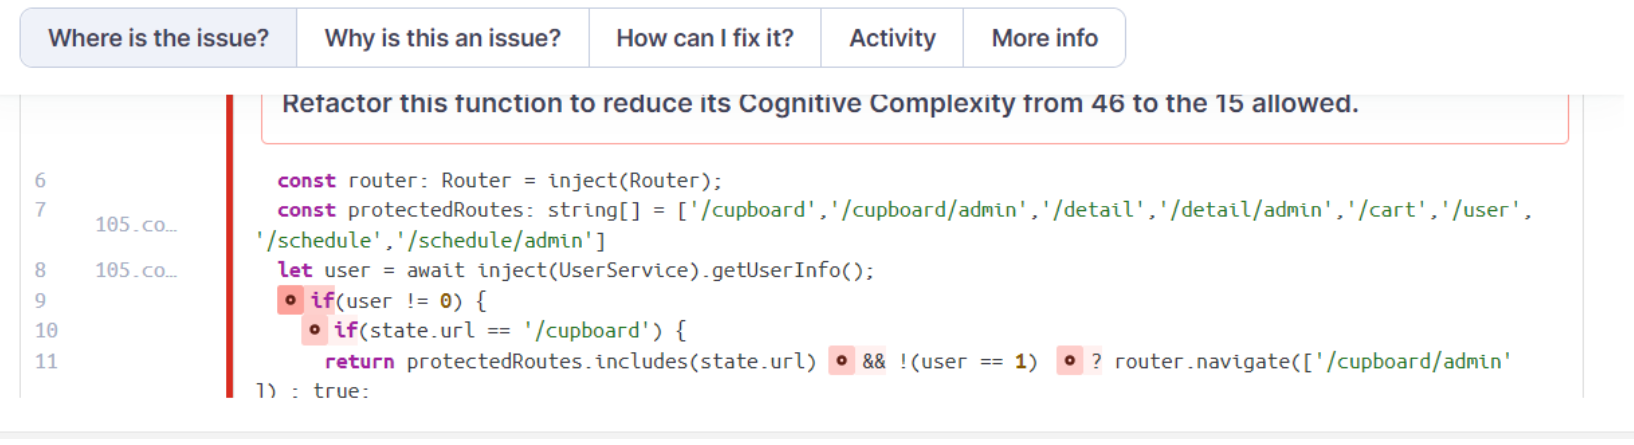 Where is the issue? Why is this an issue? How can I fix it? Activity More info
Refactor this function to reduce its Cognitive Complexity from 46 to the 15 allowed.
6 const router: Router = inject(Router);
7 105.co… const protectedRoutes: string[] = ['/cupboard','/cupboard/admin','/detail','/detail/admin','/cart','/user',
'/schedule','/schedule/admin']
8 105.co… let user = await inject(UserService).getUserInfo();
9 if(user != 0) {
10 if(state.url == '/cupboard') {
11 return protectedRoutes.includes(state.url) && !(user == 1) ? router.navigate(['/cupboard/admin'
]) : true;